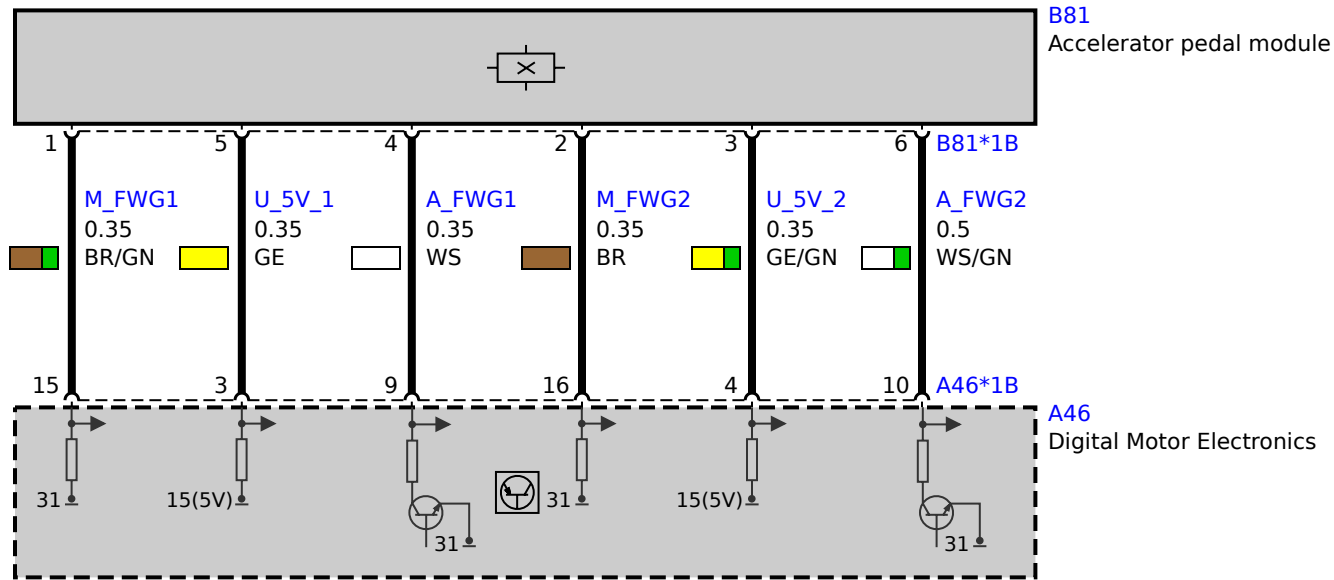 B81
Accelerator pedal module
1
5
4
2
3
6
B81*1B
M_FWG1
0.35
BR/GN
U_5V_1
0.35
GE
A_FWG1
0.35
WS
M_FWG2
0.35
BR
U_5V_2
0.35
GE/GN
A_FWG2
0.5
WS/GN
15
3
9
16
4
10
A46*1B
A46
Digital Motor Electronics
31
15(5V)
31
31
15(5V)
31